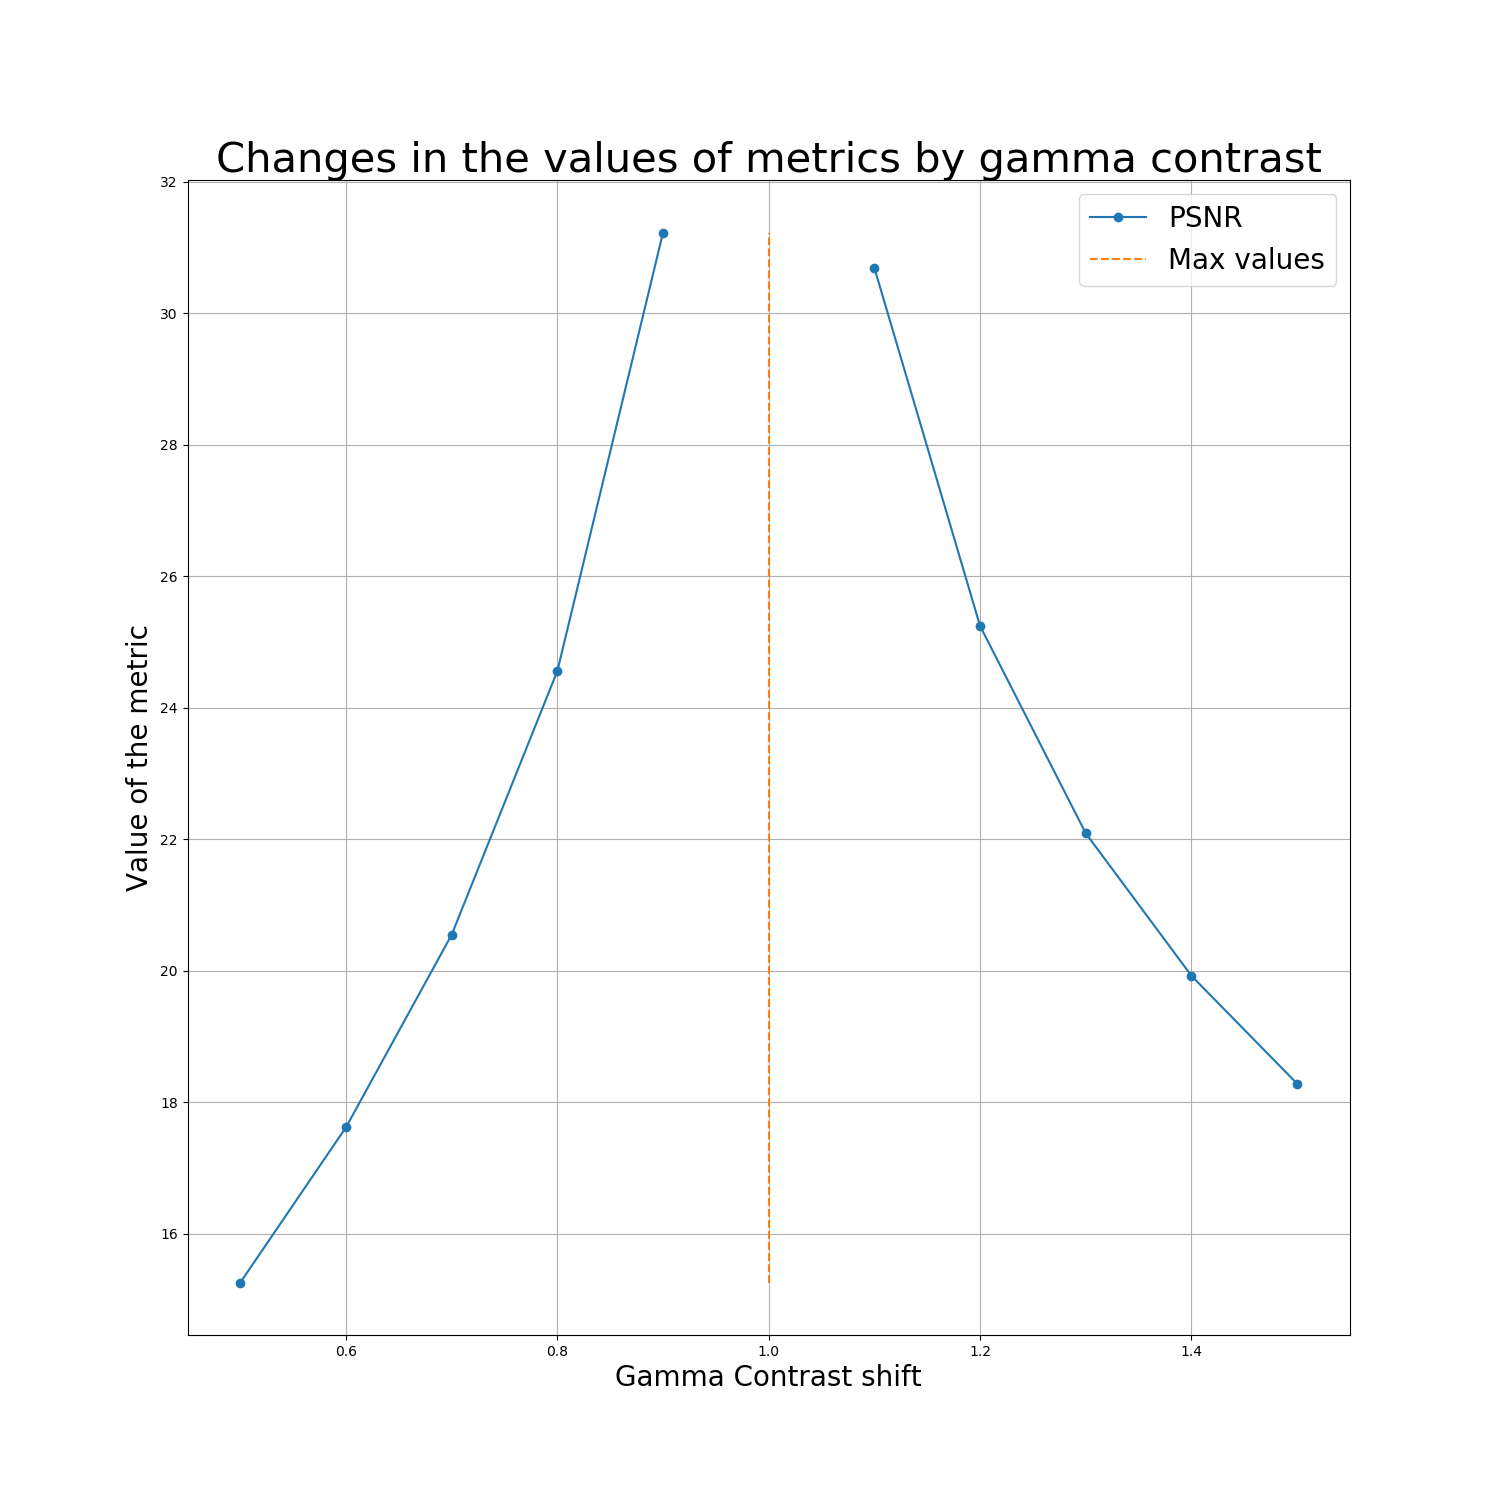 Changes in the values of metrics by gamma contrast
32
30
28
26
24
22
20
18
16
Value of the metric
PSNR
Max values
0.6 0.8 1.0 1.2 1.4
Gamma Contrast shift